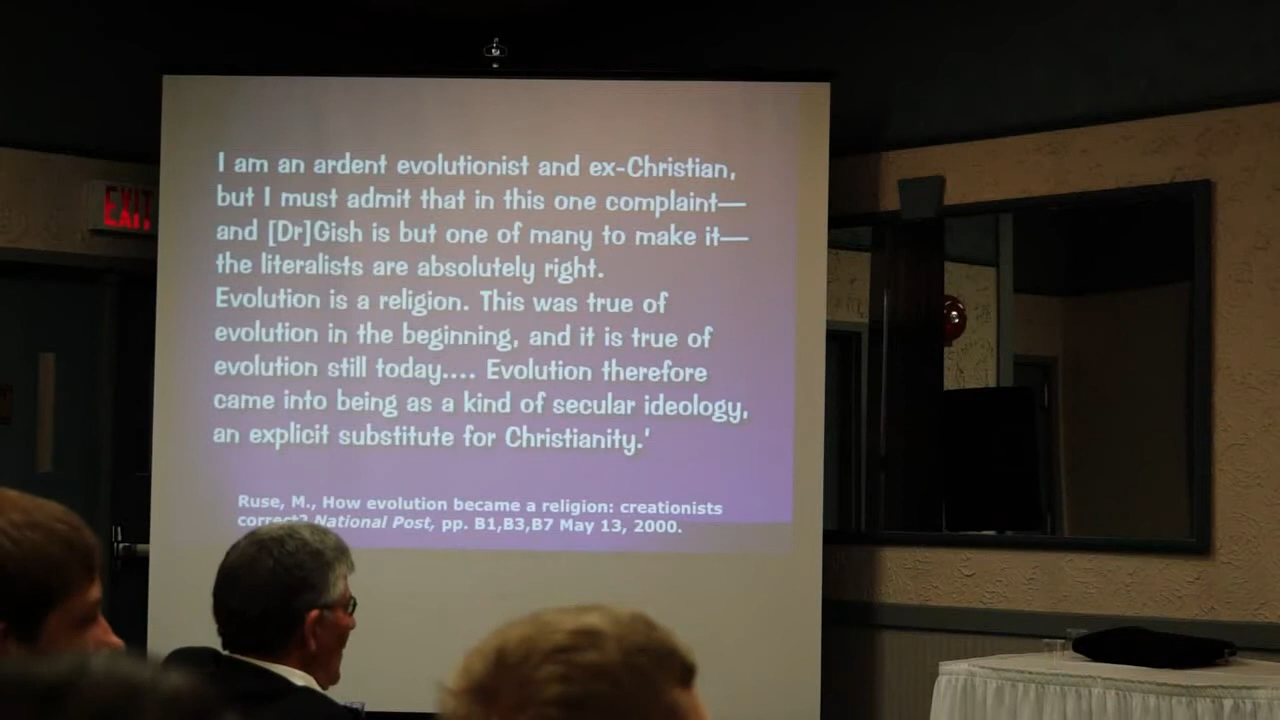 EXIT
I am an ardent evolutionist and ex-Christian,
but I must admit that in this one complaint—
and [Dr]Gish is but one of many to make it—
the literalists are absolutely right.
Evolution is a religion. This was true of
evolution in the beginning, and it is true of
evolution still today.... Evolution therefore
came into being as a kind of secular ideology,
an explicit substitute for Christianity.'
Ruse, M., How evolution became a religion: creationists
correct? National Post, pp. B1,B3,B7 May 13, 2000.